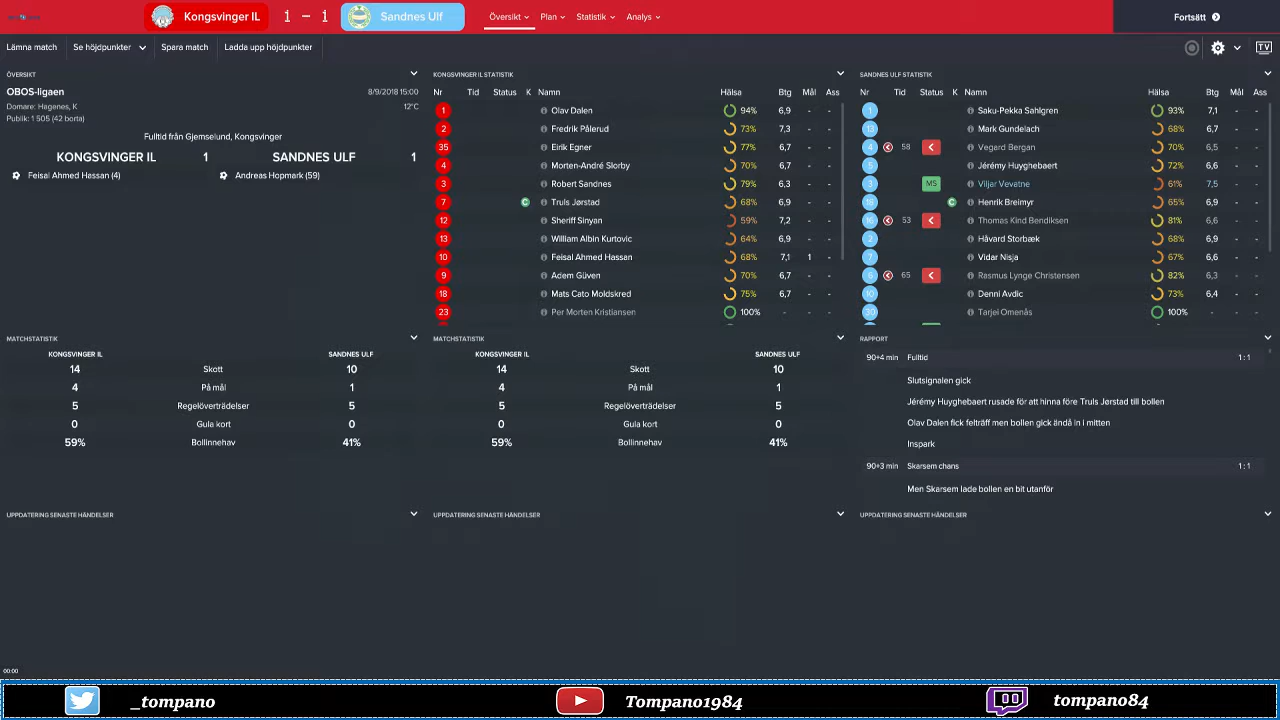 Kongsvinger IL 1 - 1 Sandnes Ulf Översikt Plan Statistik Analys Fortsätt
Lämna match Se höjdpunkter Spara match Ladda upp höjdpunkter TV
ÖVERSIKT
OBOS-ligaen 8/9/2018 15:00
Domare: Hagenes, K 12°C
Publik: 1 505 (42 borta)
Fulltid från Gjemselund, Kongsvinger
KONGSVINGER IL 1 SANDNES ULF 1
Feisal Ahmed Hassan (4) Andreas Hopmark (59)
KONGSVINGER IL STATISTIK
Nr Tid Status K Namn Hälsa Btg Mål Ass
1 Olav Dalen 94% 6,9 - -
2 Fredrik Pålerud 73% 7,3 - -
35 Eirik Egner 77% 6,7 - -
4 Morten-André Slorby 70% 6,7 - -
3 Robert Sandnes 79% 6,3 - -
7 C Truls Jørstad 68% 6,9 - -
12 Sheriff Sinyan 59% 7,2 - -
13 William Albin Kurtovic 64% 6,9 - -
10 Feisal Ahmed Hassan 68% 7,1 1 -
9 Adem Güven 70% 6,7 - -
18 Mats Cato Moldskred 75% 6,7 - -
23 Per Morten Kristiansen 100% - - -
SANDNES ULF STATISTIK
Nr Tid Status K Namn Hälsa Btg Mål Ass
1 Saku-Pekka Sahlgren 93% 7,1 - -
13 Mark Gundelach 68% 6,7 - -
4 58 Vegard Bergan 70% 6,5 - -
5 Jérémy Huyghebaert 72% 6,6 - -
3 MS Viljar Vevatne 61% 7,5 - -
C Henrik Breimyr 65% 6,9 - -
16 53 Thomas Kind Bendiksen 81% 6,6 - -
2 Håvard Storbæk 68% 6,9 - -
7 Vidar Nisja 67% 6,6 - -
65 Rasmus Lynge Christensen 82% 6,3 - -
10 Denni Avdic 73% 6,4 - -
30 Tarjei Omenås 100% - - -
MATCHSTATISTIK
KONGSVINGER IL SANDNES ULF
14 Skott 10
4 På mål 1
5 Regelöverträdelser 5
0 Gula kort 0
59% Bollinnehav 41%
MATCHSTATISTIK
KONGSVINGER IL SANDNES ULF
14 Skott 10
4 På mål 1
5 Regelöverträdelser 5
0 Gula kort 0
59% Bollinnehav 41%
RAPPORT
90+4 min Fulltid 1 : 1
Slutsignalen gick
Jérémy Huyghebaert rusade för att hinna före Truls Jørstad till bollen
Olav Dalen fick felträff men bollen gick ändå in i mitten
Inspark
90+3 min Skarsem chans 1 : 1
Men Skarsem lade bollen en bit utanför
UPPDATERING SENASTE HÄNDELSER
UPPDATERING SENASTE HÄNDELSER
UPPDATERING SENASTE HÄNDELSER
00:00
_tompano Tompano1984 tompano84